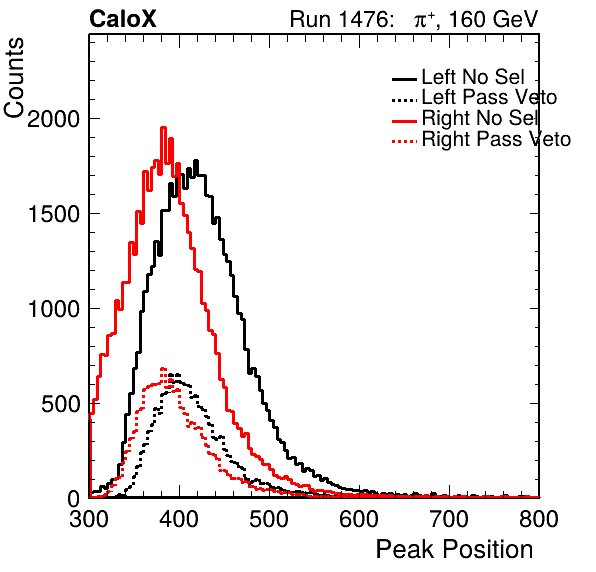 CaloX Run 1476: π⁺, 160 GeV
Counts
Left No Sel
Left Pass Veto
Right No Sel
Right Pass Veto
2000
1500
1000
500
0
300 400 500 600 700 800
Peak Position